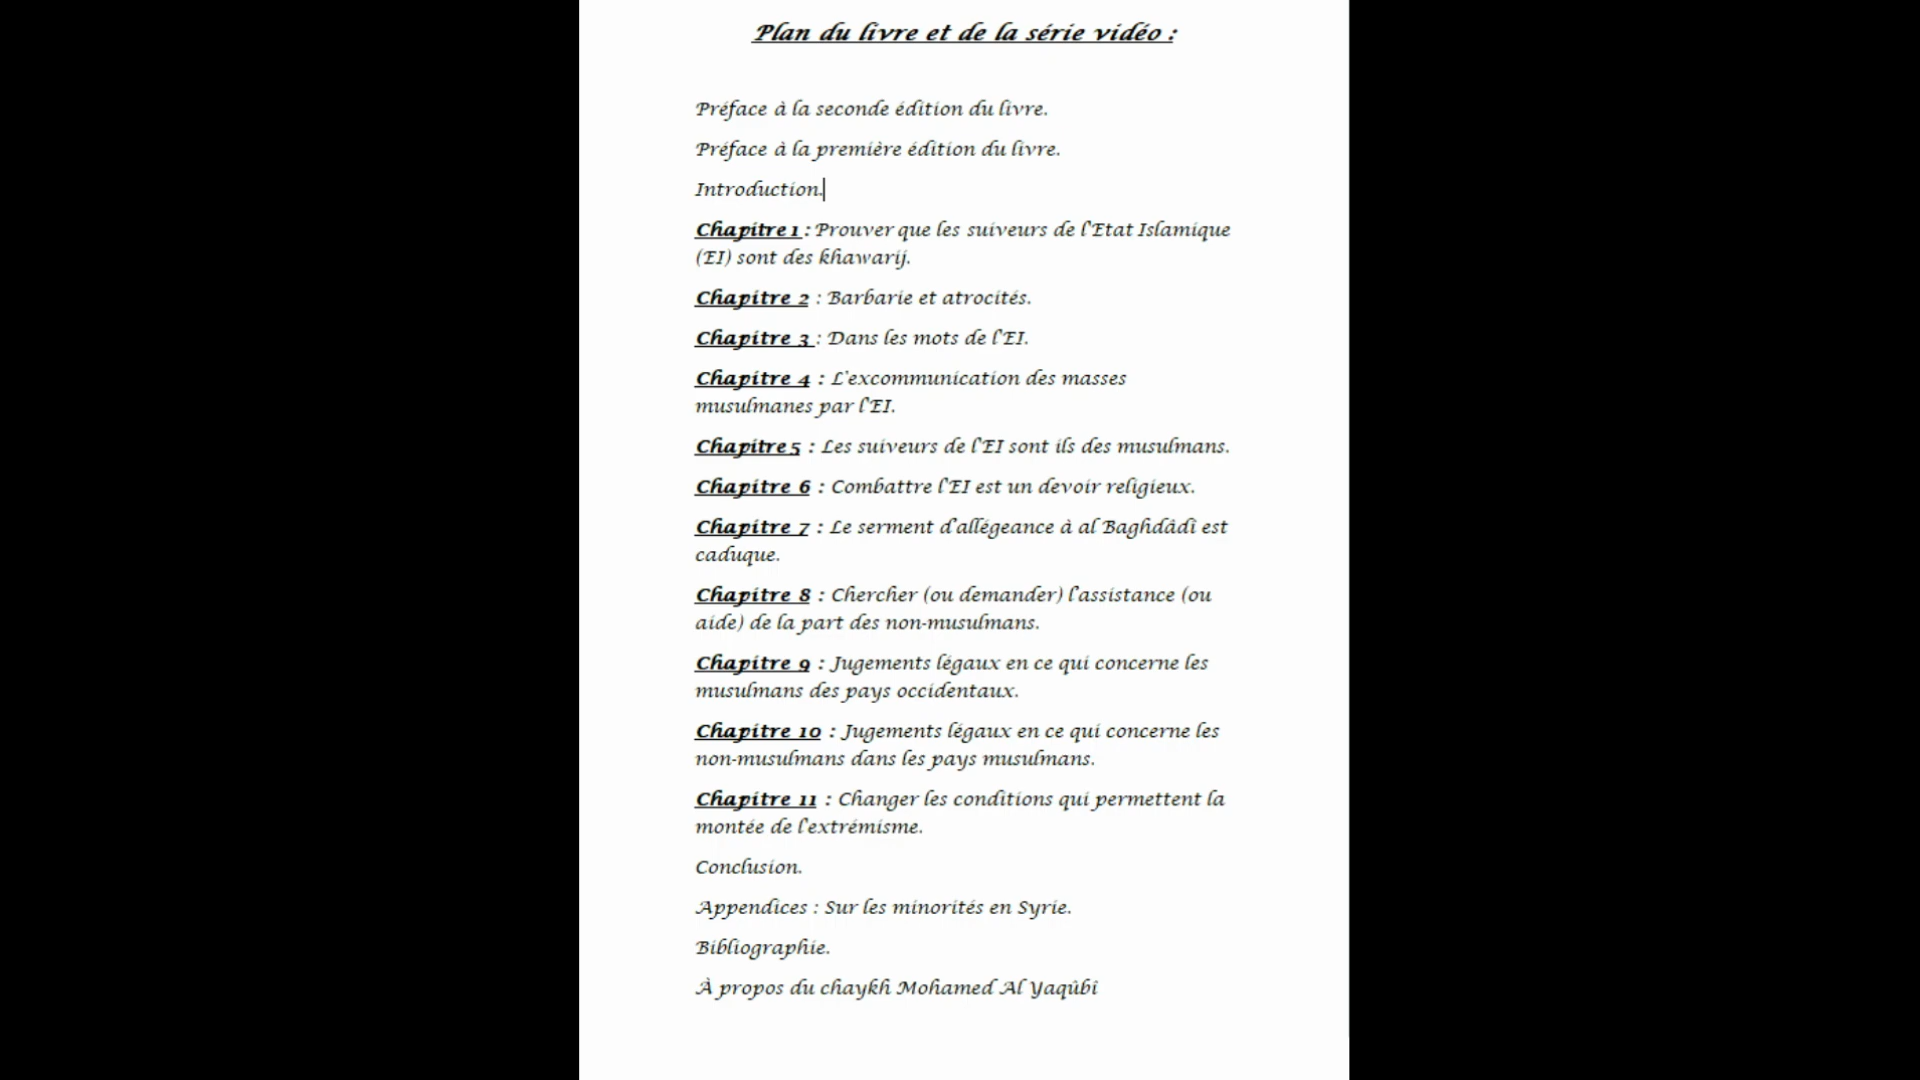 Plan du livre et de la série vidéo :
Préface à la seconde édition du livre.
Préface à la première édition du livre.
Introduction.
Chapitre 1 : Prouver que les suiveurs de l'Etat Islamique
(EI) sont des khawarij.
Chapitre 2 : Barbarie et atrocités.
Chapitre 3 : Dans les mots de l'EI.
Chapitre 4 : L'excommunication des masses
musulmanes par l'EI.
Chapitre 5 : Les suiveurs de l'EI sont ils des musulmans.
Chapitre 6 : Combattre l'EI est un devoir religieux.
Chapitre 7 : Le serment d'allégeance à al Baghdâdî est
caduque.
Chapitre 8 : Chercher (ou demander) l'assistance (ou
aide) de la part des non-musulmans.
Chapitre 9 : Jugements légaux en ce qui concerne les
musulmans des pays occidentaux.
Chapitre 10 : Jugements légaux en ce qui concerne les
non-musulmans dans les pays musulmans.
Chapitre 11 : Changer les conditions qui permettent la
montée de l'extrémisme.
Conclusion.
Appendices : Sur les minorités en Syrie.
Bibliographie.
À propos du chaykh Mohamed Al Yaqûbî